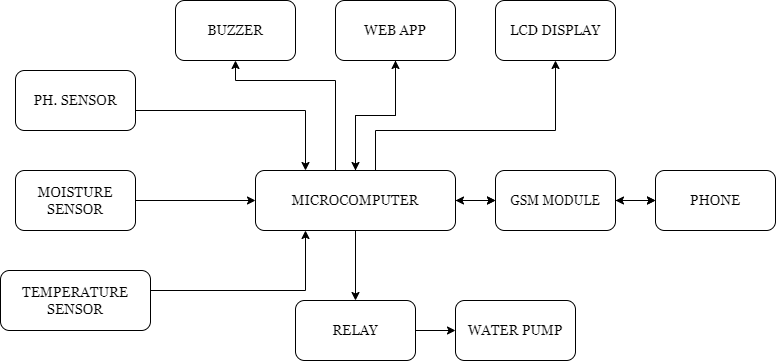 BUZZER
WEB APP
LCD DISPLAY
PH. SENSOR
MOISTURE
SENSOR
MICROCOMPUTER
GSM MODULE
PHONE
TEMPERATURE
SENSOR
RELAY
WATER PUMP